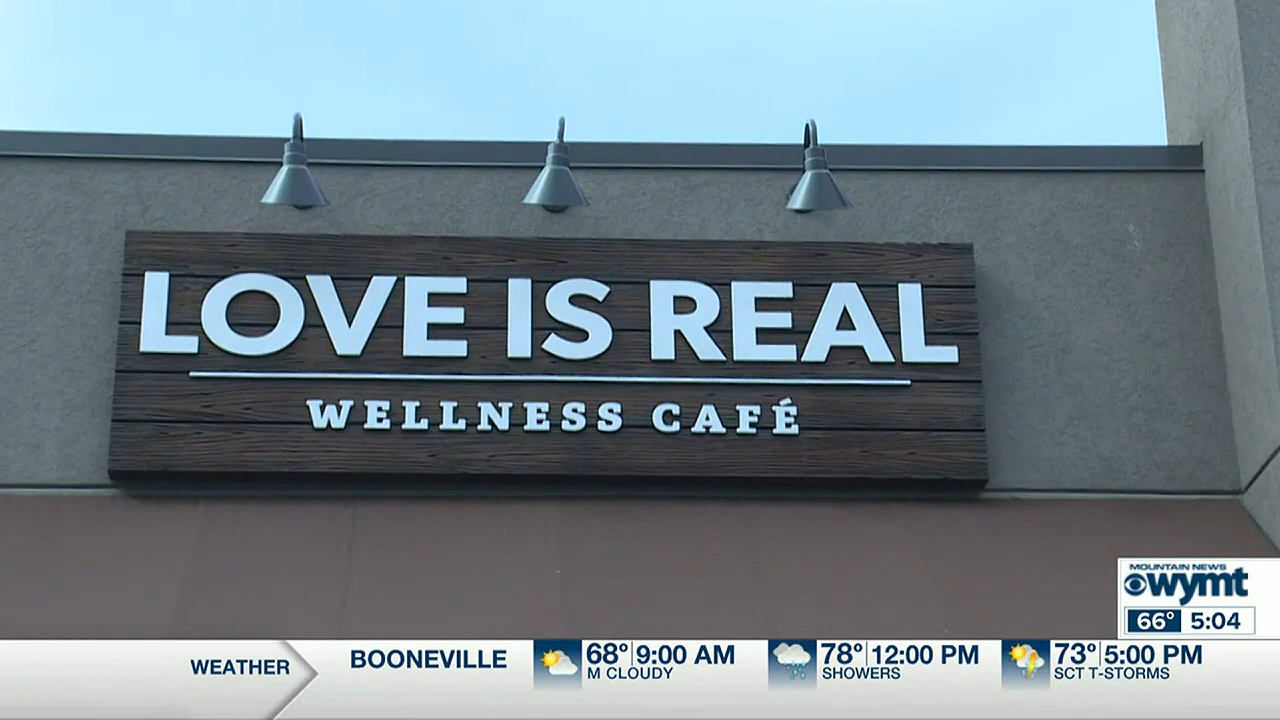 LOVE IS REAL
WELLNESS CAFÉ
MOUNTAIN NEWS
wymt
66° 5:04
WEATHER
BOONEVILLE
68° 9:00 AM
M CLOUDY
78° 12:00 PM
SHOWERS
73° 5:00 PM
SCT T-STORMS